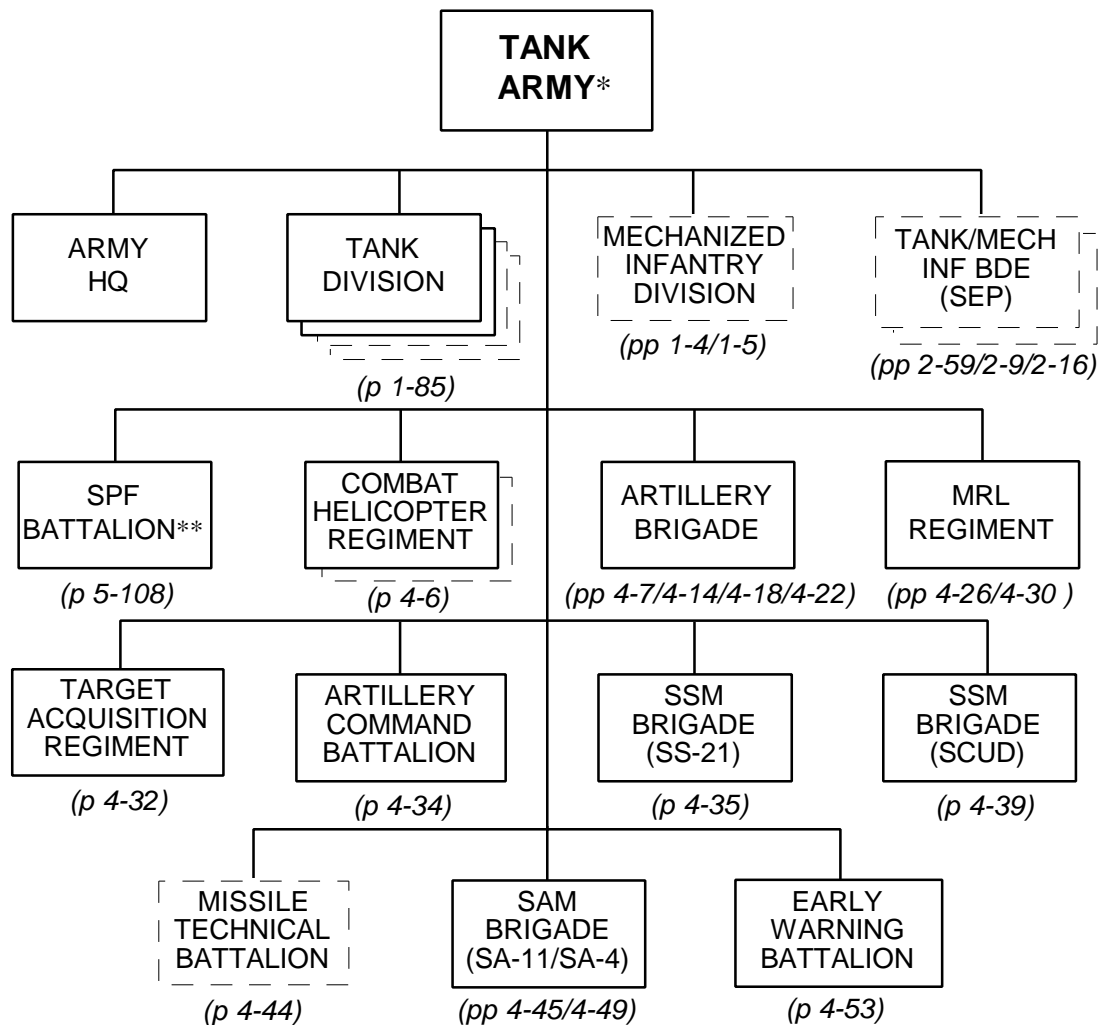 TANK
ARMY*
ARMY
HQ
TANK
DIVISION
(p 1-85)
MECHANIZED
INFANTRY
DIVISION
(pp 1-4/1-5)
TANK/MECH
INF BDE
(SEP)
(pp 2-59/2-9/2-16)
SPF
BATTALION**
(p 5-108)
COMBAT
HELICOPTER
REGIMENT
(p 4-6)
ARTILLERY
BRIGADE
(pp 4-7/4-14/4-18/4-22)
MRL
REGIMENT
(pp 4-26/4-30 )
TARGET
ACQUISITION
REGIMENT
(p 4-32)
ARTILLERY
COMMAND
BATTALION
(p 4-34)
SSM
BRIGADE
(SS-21)
(p 4-35)
SSM
BRIGADE
(SCUD)
(p 4-39)
MISSILE
TECHNICAL
BATTALION
(p 4-44)
SAM
BRIGADE
(SA-11/SA-4)
(pp 4-45/4-49)
EARLY
WARNING
BATTALION
(p 4-53)